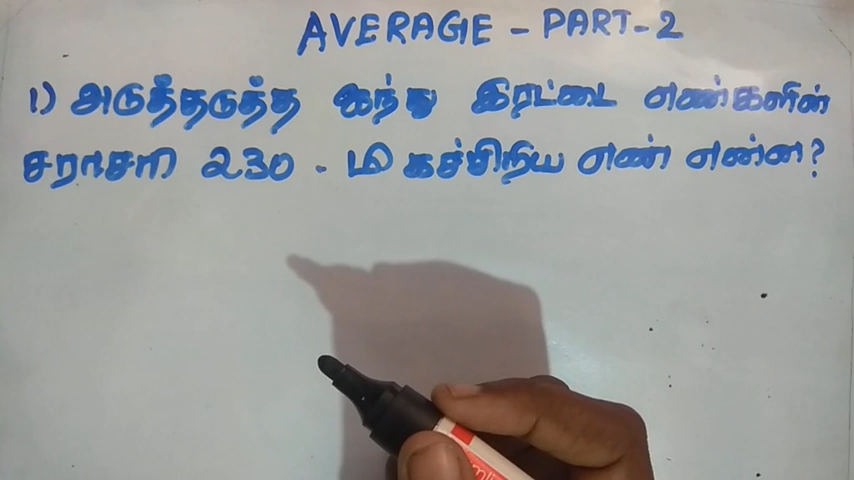 AVERAGE - PART-2
1) அடுத்தடுத்த ஐந்து இரட்டை எண்களின்
சராசரி 230. மிகச்சிறிய எண் என்ன?